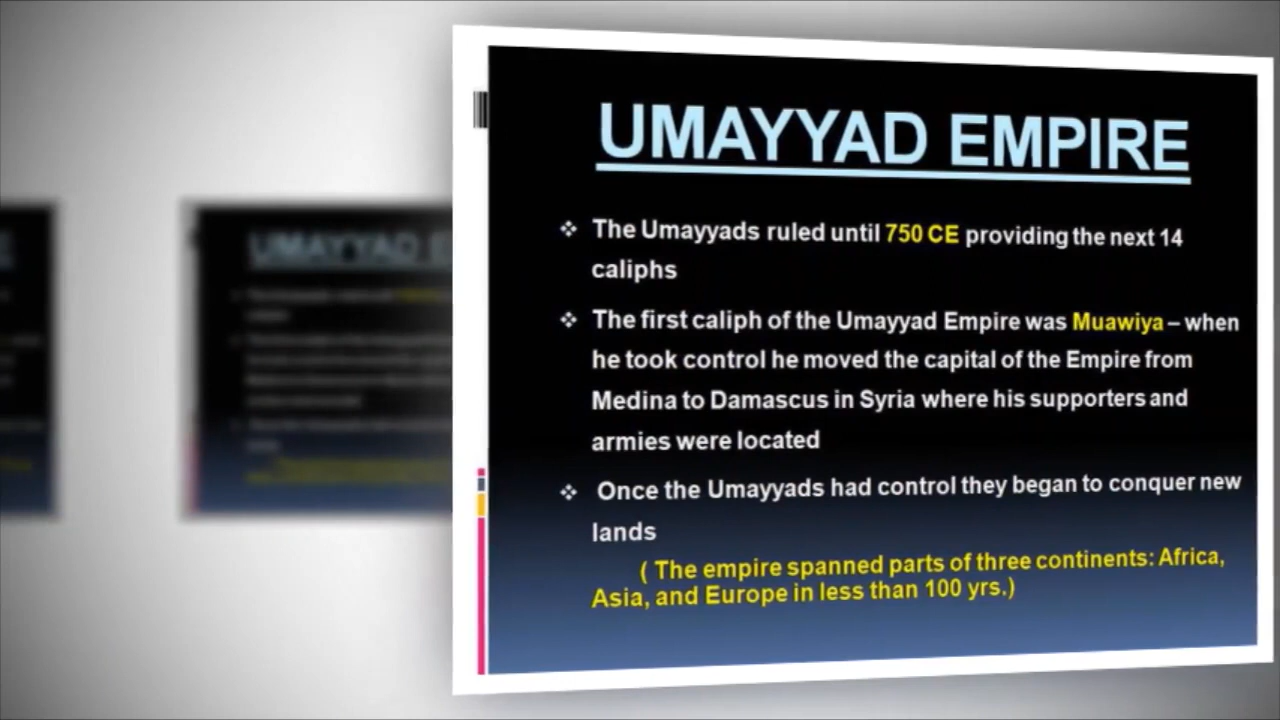 UMAYYAD EMPIRE
❖ The Umayyads ruled until 750 CE providing the next 14
caliphs
❖ The first caliph of the Umayyad Empire was Muawiya – when
he took control he moved the capital of the Empire from
Medina to Damascus in Syria where his supporters and
armies were located
❖ Once the Umayyads had control they began to conquer new
lands
( The empire spanned parts of three continents: Africa,
Asia, and Europe in less than 100 yrs.)
UMAYYAD E